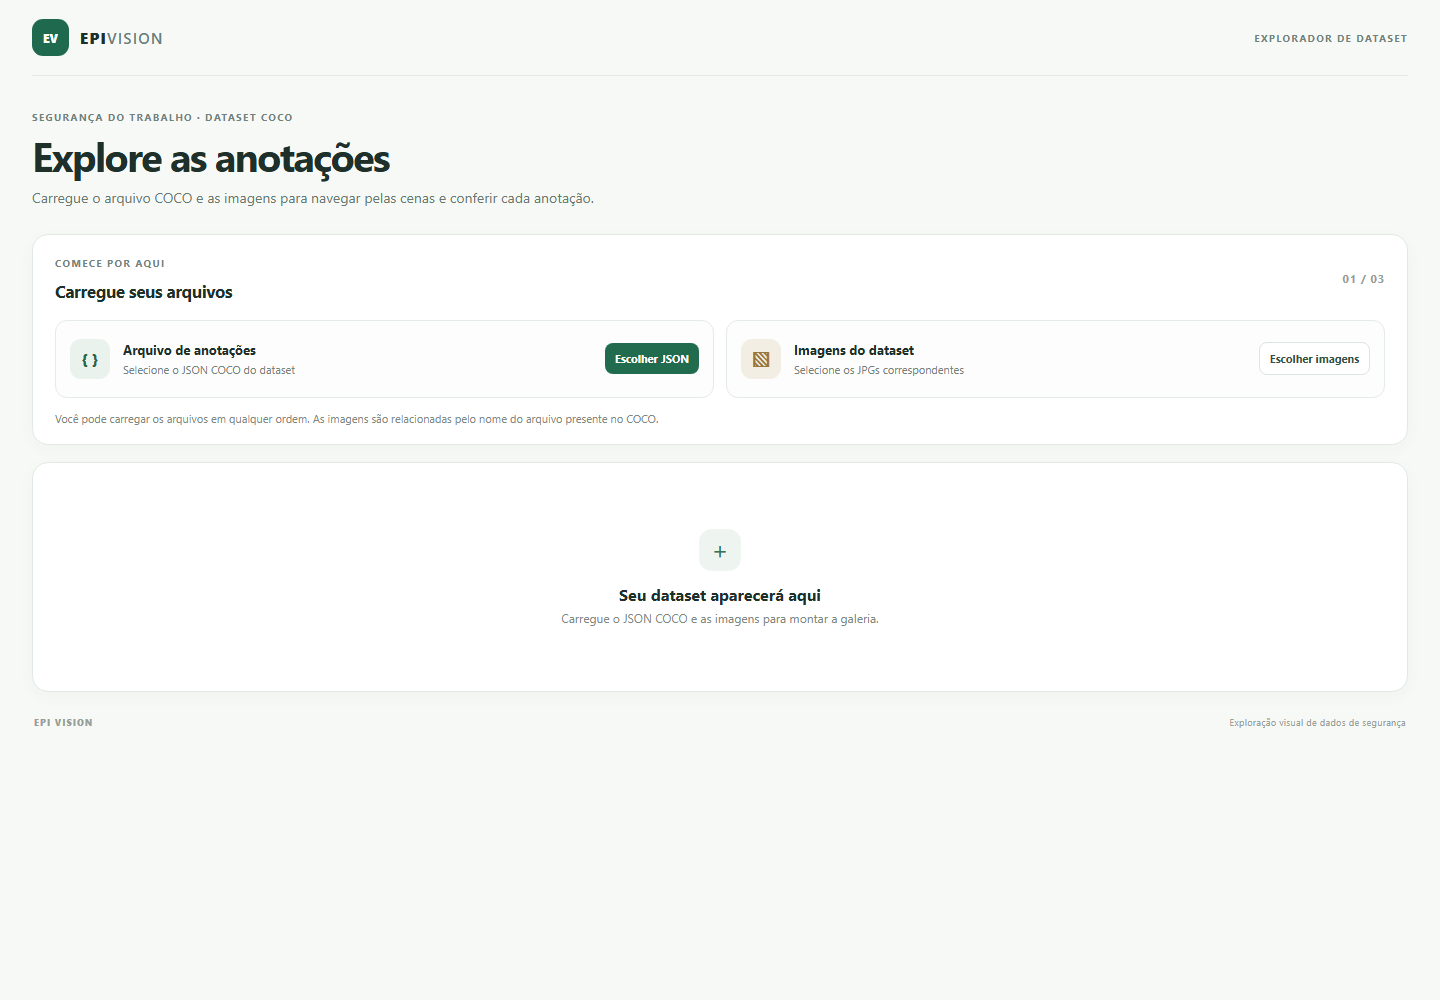 EV EPIVISION
EXPLORADOR DE DATASET
SEGURANÇA DO TRABALHO • DATASET COCO
Explore as anotações
Carregue o arquivo COCO e as imagens para navegar pelas cenas e conferir cada anotação.
COMECE POR AQUI
Carregue seus arquivos
01 / 03
{ }
Arquivo de anotações
Selecione o JSON COCO do dataset
Escolher JSON
Imagens do dataset
Selecione os JPGs correspondentes
Escolher imagens
Você pode carregar os arquivos em qualquer ordem. As imagens são relacionadas pelo nome do arquivo presente no COCO.
+
Seu dataset aparecerá aqui
Carregue o JSON COCO e as imagens para montar a galeria.
EPI VISION
Exploração visual de dados de segurança